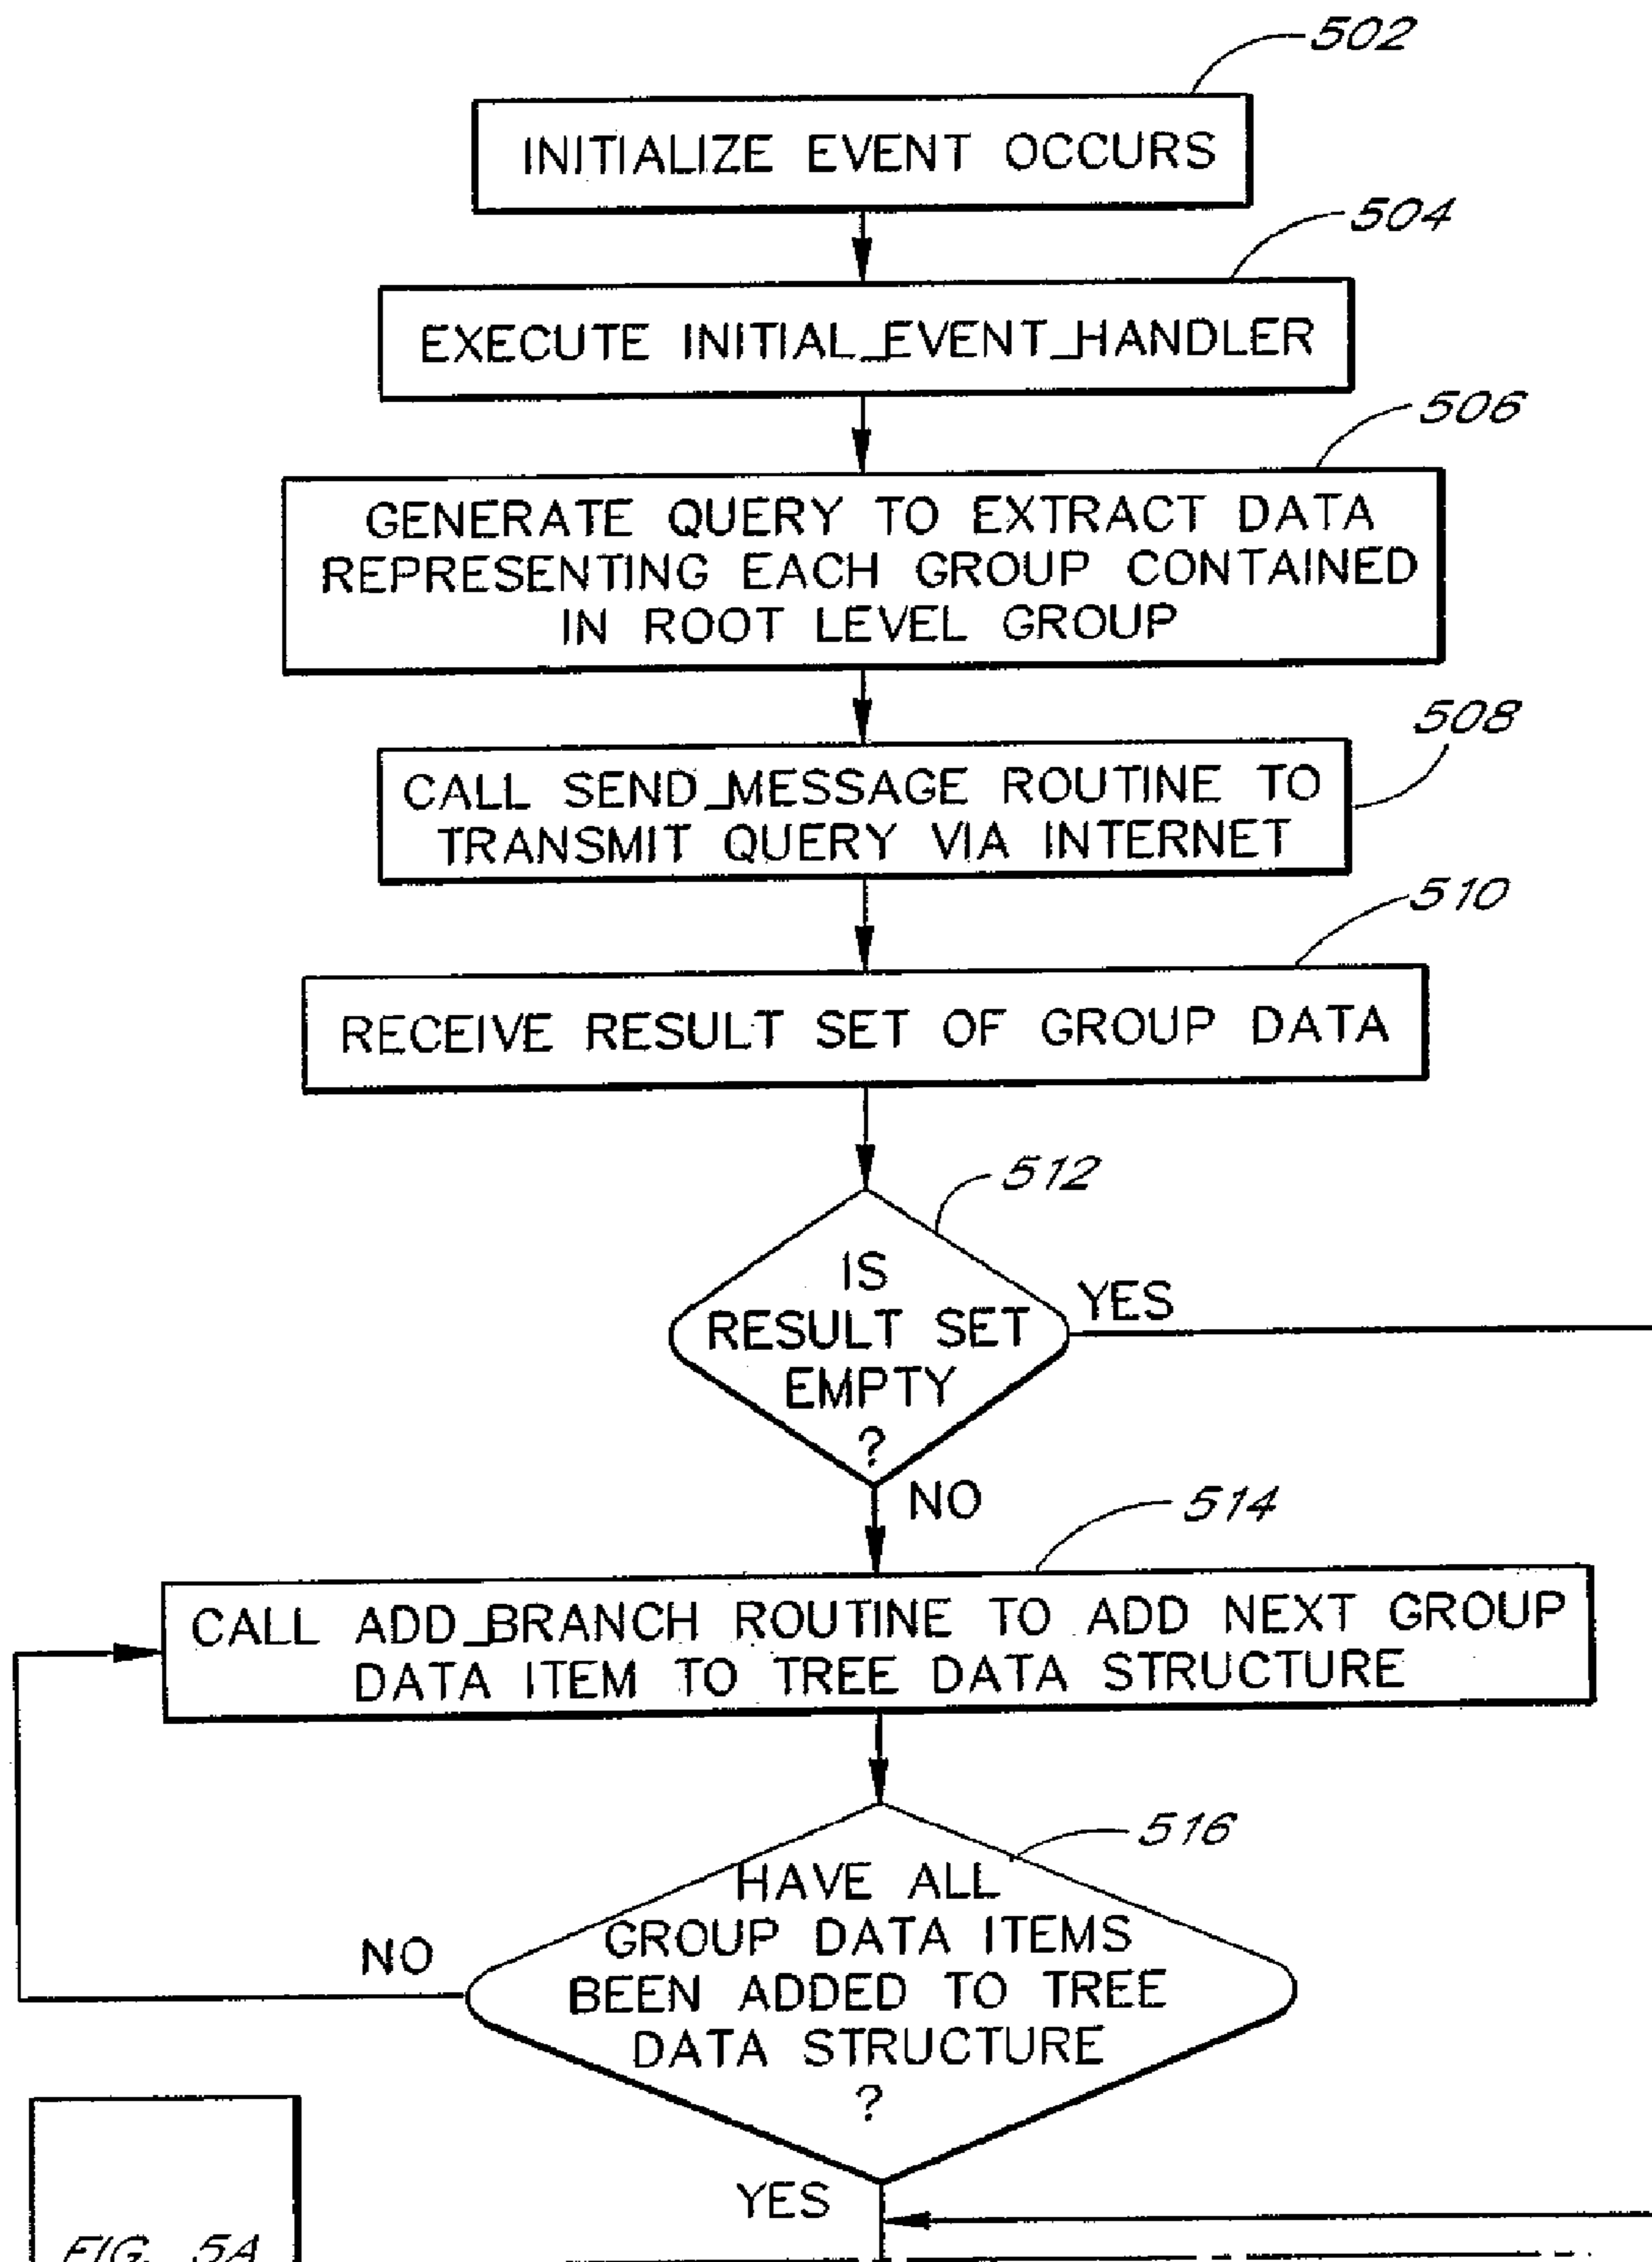 502
INITIALIZE EVENT OCCURS
504
EXECUTE INITIAL_EVENT_HANDLER
506
GENERATE QUERY TO EXTRACT DATA
REPRESENTING EACH GROUP CONTAINED
IN ROOT LEVEL GROUP
508
CALL SEND_MESSAGE ROUTINE TO
TRANSMIT QUERY VIA INTERNET
510
RECEIVE RESULT SET OF GROUP DATA
512
IS
RESULT SET
EMPTY
?
YES
NO
514
CALL ADD_BRANCH ROUTINE TO ADD NEXT GROUP
DATA ITEM TO TREE DATA STRUCTURE
516
HAVE ALL
GROUP DATA ITEMS
BEEN ADDED TO TREE
DATA STRUCTURE
?
NO
YES
FIG. 5A